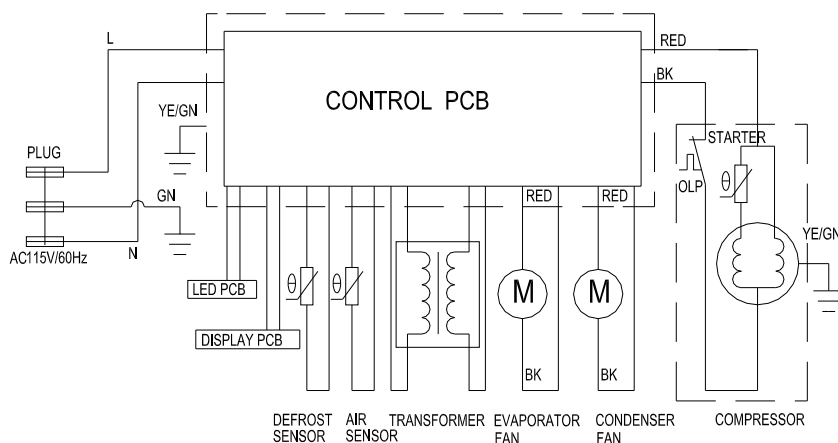 L
RED
BK
CONTROL PCB
YE/GN
PLUG
STARTER
θ
OLP
GN
RED
RED
YE/GN
N
AC115V/60Hz
LED PCB
θ
θ
M
M
DISPLAY PCB
BK
BK
DEFROST SENSOR
AIR SENSOR
TRANSFORMER
EVAPORATOR FAN
CONDENSER FAN
COMPRESSOR